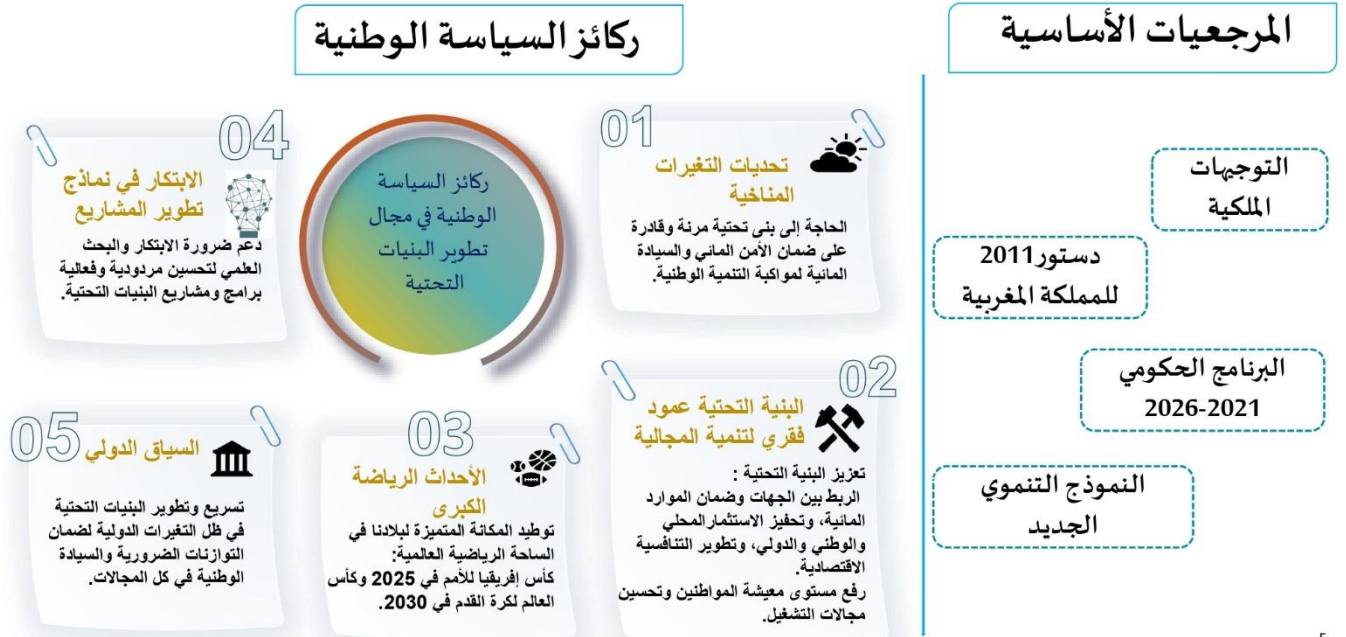 المرجعيات الأساسية
التوجيهات
الملكية
دستور2011
للمملكة المغربية
البرنامج الحكومي
2021-2026
النموذج التنموي
الجديد
ركائز السياسة الوطنية
ركائز السياسة
الوطنية في مجال
تطوير البنيات
التحتية
01
تحديات التغيرات
المناخية
الحاجة إلى بنى تحتية مرنة وقادرة
على ضمان الأمن المائي والسيادة
المائية لمواكبة التنمية الوطنية.
02
البنية التحتية عمود
فقري لتنمية المجالية
تعزيز البنية التحتية :
الربط بين الجهات وضمان الموارد
المائية، وتحفيز الاستثمار المحلي
والوطني والدولي، وتطوير التنافسية
الاقتصادية.
رفع مستوى معيشة المواطنين وتحسين
مجالات التشغيل.
03
الأحداث الرياضة
الكبرى
توطيد المكانة المتميزة لبلادنا في
الساحة الرياضية العالمية:
كأس إفريقيا للأمم في 2025 وكأس
العالم لكرة القدم في 2030.
04
الابتكار في نماذج
تطوير المشاريع
دعم ضرورة الابتكار والبحث
العلمي لتحسين مردودية وفعالية
برامج ومشاريع البنيات التحتية.
05
السياق الدولي
تسريع وتطوير البنيات التحتية
في ظل التغيرات الدولية لضمان
التوازنات الضرورية والسيادة
الوطنية في كل المجالات.